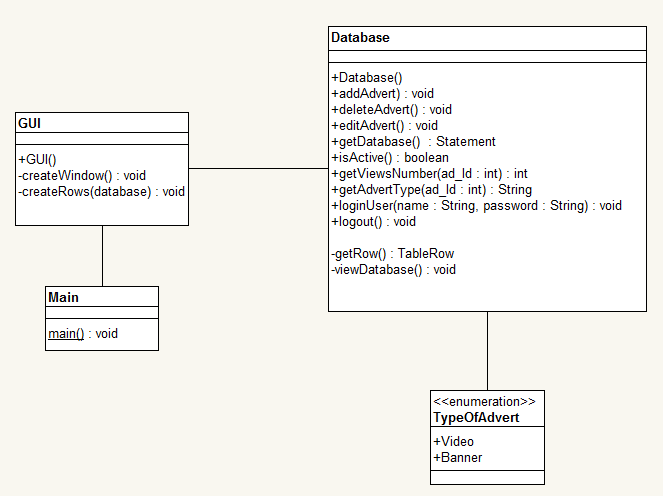 Database
+Database()
+addAdvert) : void
+deleteAdvert() : void
+editAdvert() : void
+getDatabase()  : Statement
+isActive() : boolean
+getViewsNumber(ad_Id : int) : int
+getAdvertType(ad_Id : int) : String
+loginUser(name : String, password : String) : void
+logout() : void
-getRow() : TableRow
-viewDatabase() : void
GUI
+GUI()
-createWindow() : void
-createRows(database) : void
Main
main() : void
<<enumeration>>
TypeOfAdvert
+Video
+Banner